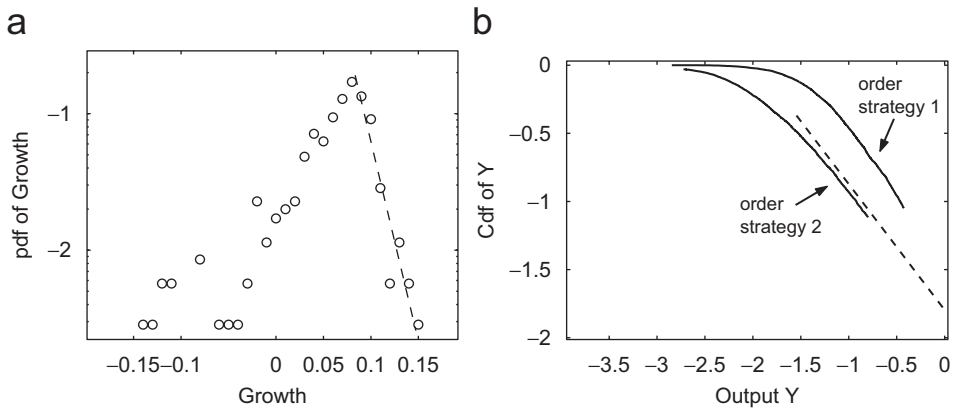 a
pdf of Growth
−1
−2
−0.15 −0.1 0 0.05 0.1 0.15
Growth
b
Cdf of Y
0
−0.5
−1
−1.5
−2
order
strategy 1
order
strategy 2
−3.5 −3 −2.5 −2 −1.5 −1 −0.5 0
Output Y